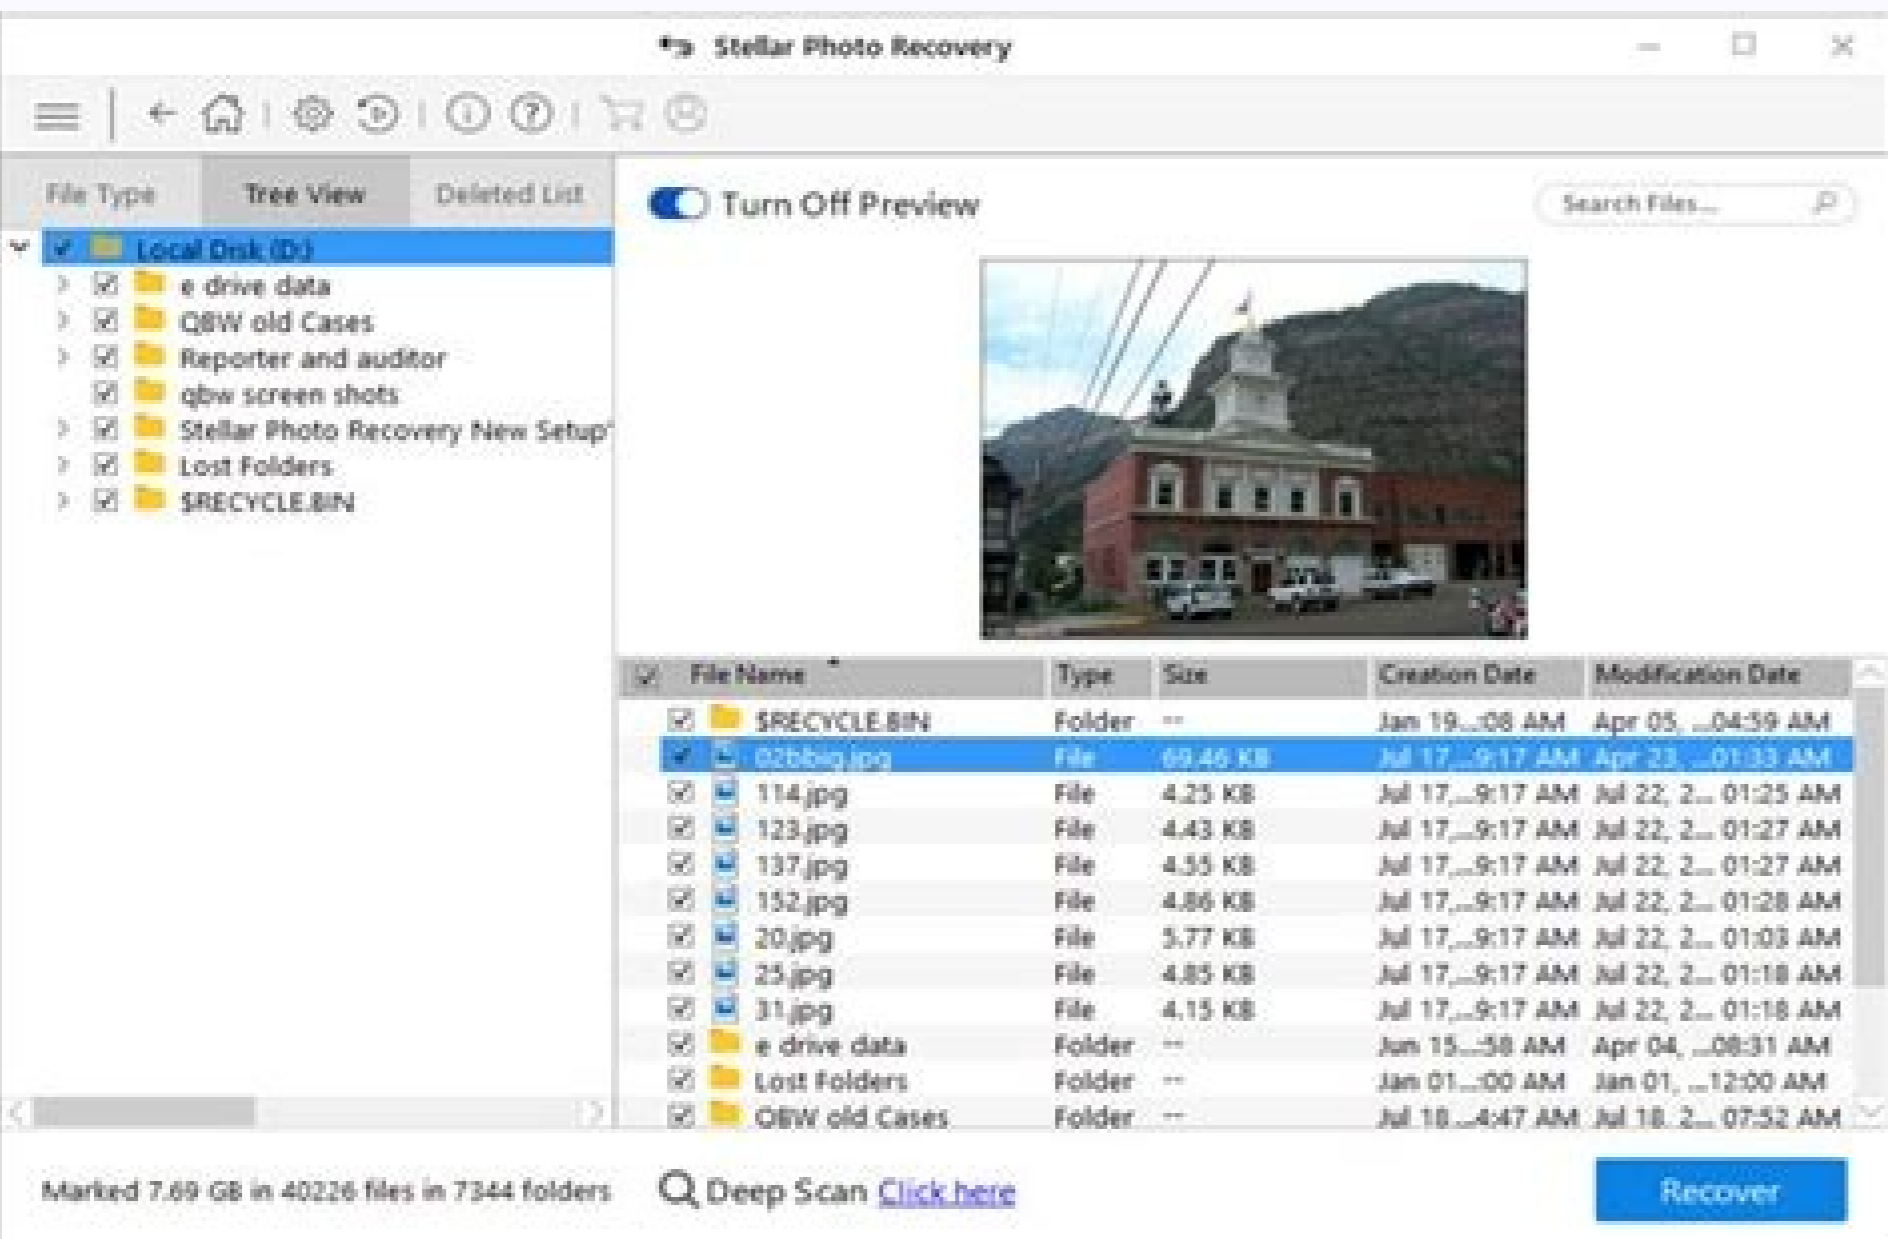 Stellar Photo Recovery
File Type Tree View Deleted List
Turn Off Preview
Search Files...
Local Disk (D:)
e drive data
QBW old Cases
Reporter and auditor
qbw screen shots
Stellar Photo Recovery New Setup
Lost Folders
$RECYCLE.BIN
File Name Type Size Creation Date Modification Date
$RECYCLE.BIN Folder -- Jan 19...:08 AM Apr 05, ...04:59 AM
02bbig.jpg File 69.46 KB Jul 17,...9:17 AM Apr 23, ...01:33 AM
114.jpg File 4.25 KB Jul 17,...9:17 AM Jul 22, 2... 01:25 AM
123.jpg File 4.43 KB Jul 17,...9:17 AM Jul 22, 2... 01:27 AM
137.jpg File 4.55 KB Jul 17,...9:17 AM Jul 22, 2... 01:27 AM
152.jpg File 4.86 KB Jul 17,...9:17 AM Jul 22, 2... 01:28 AM
20.jpg File 5.77 KB Jul 17,...9:17 AM Jul 22, 2... 01:03 AM
25.jpg File 4.85 KB Jul 17,...9:17 AM Jul 22, 2... 01:18 AM
31.jpg File 4.15 KB Jul 17,...9:17 AM Jul 22, 2... 01:18 AM
e drive data Folder -- Jun 15...:58 AM Apr 04, ...08:31 AM
Lost Folders Folder -- Jan 01...:00 AM Jan 01, ...12:00 AM
QBW old Cases Folder -- Jul 18 ...4:47 AM Jul 18, 2... 07:52 AM
Marked 7.69 GB in 40226 files in 7344 folders
Deep Scan Click here
Recover